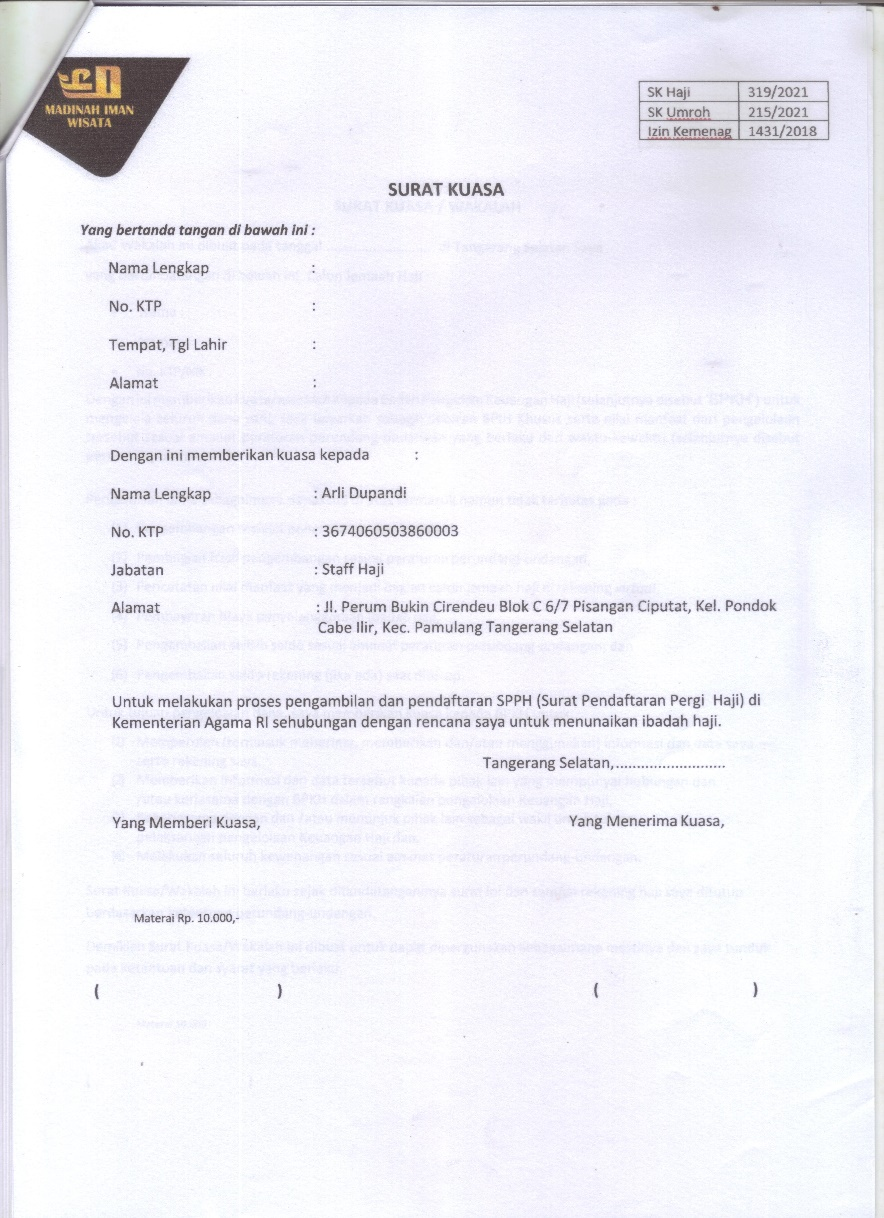 MADINAH IMAN
WISATA
SK Haji 319/2021
SK Umroh 215/2021
Izin Kemenag 1431/2018
SURAT KUASA
Yang bertanda tangan di bawah ini :
Nama Lengkap :
No. KTP :
Tempat, Tgl Lahir :
Alamat :
Dengan ini memberikan kuasa kepada :
Nama Lengkap : Arli Dupandi
No. KTP : 3674060503860003
Jabatan : Staff Haji
Alamat : Jl. Perum Bukin Cirendeu Blok C 6/7 Pisangan Ciputat, Kel. Pondok
Cabe Ilir, Kec. Pamulang Tangerang Selatan
Untuk melakukan proses pengambilan dan pendaftaran SPPH (Surat Pendaftaran Pergi Haji) di
Kementerian Agama RI sehubungan dengan rencana saya untuk menunaikan ibadah haji.
Tangerang Selatan,..........................
Yang Memberi Kuasa, Yang Menerima Kuasa,
Materai Rp. 10.000,-
( ) ( )